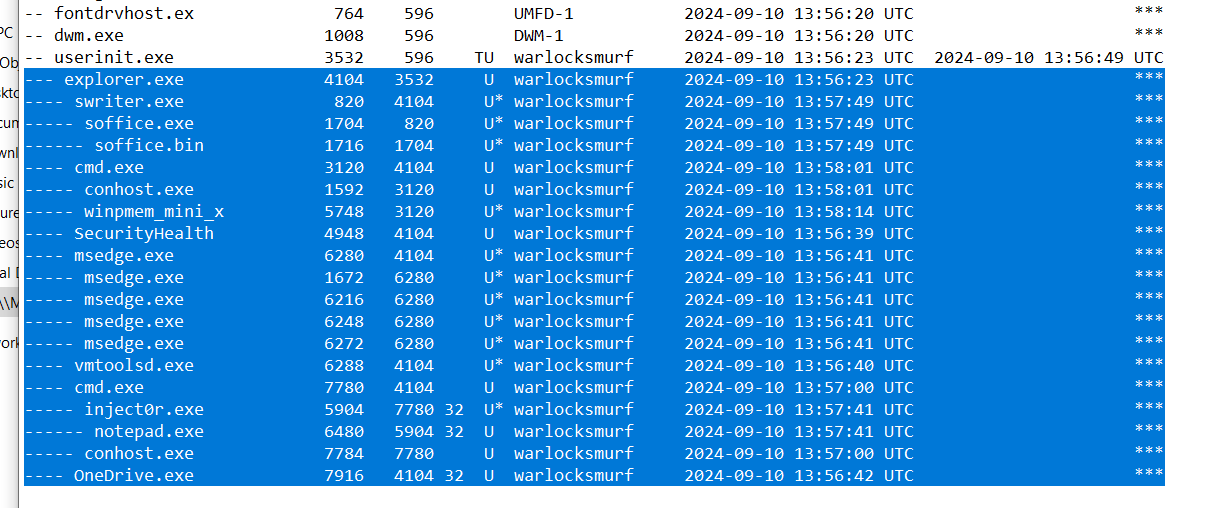 -- fontdrvhost.ex 764 596 UMFD-1 2024-09-10 13:56:20 UTC ***
-- dwm.exe 1008 596 DWM-1 2024-09-10 13:56:20 UTC ***
-- userinit.exe 3532 596 TU warlocksmurf 2024-09-10 13:56:23 UTC 2024-09-10 13:56:49 UTC
--- explorer.exe 4104 3532 U warlocksmurf 2024-09-10 13:56:23 UTC ***
---- swriter.exe 820 4104 U* warlocksmurf 2024-09-10 13:57:49 UTC ***
----- soffice.exe 1704 820 U* warlocksmurf 2024-09-10 13:57:49 UTC ***
------ soffice.bin 1716 1704 U* warlocksmurf 2024-09-10 13:57:49 UTC ***
---- cmd.exe 3120 4104 U warlocksmurf 2024-09-10 13:58:01 UTC ***
----- conhost.exe 1592 3120 U warlocksmurf 2024-09-10 13:58:01 UTC ***
----- winpmem_mini_x 5748 3120 U* warlocksmurf 2024-09-10 13:58:14 UTC ***
---- SecurityHealth 4948 4104 U warlocksmurf 2024-09-10 13:56:39 UTC ***
---- msedge.exe 6280 4104 U* warlocksmurf 2024-09-10 13:56:41 UTC ***
----- msedge.exe 1672 6280 U* warlocksmurf 2024-09-10 13:56:41 UTC ***
----- msedge.exe 6216 6280 U* warlocksmurf 2024-09-10 13:56:41 UTC ***
----- msedge.exe 6248 6280 U* warlocksmurf 2024-09-10 13:56:41 UTC ***
----- msedge.exe 6272 6280 U* warlocksmurf 2024-09-10 13:56:41 UTC ***
---- vmtoolsd.exe 6288 4104 U* warlocksmurf 2024-09-10 13:56:40 UTC ***
---- cmd.exe 7780 4104 U warlocksmurf 2024-09-10 13:57:00 UTC ***
----- inject0r.exe 5904 7780 32 U* warlocksmurf 2024-09-10 13:57:41 UTC ***
------ notepad.exe 6480 5904 32 U warlocksmurf 2024-09-10 13:57:41 UTC ***
----- conhost.exe 7784 7780 U warlocksmurf 2024-09-10 13:57:00 UTC ***
---- OneDrive.exe 7916 4104 32 U warlocksmurf 2024-09-10 13:56:42 UTC ***